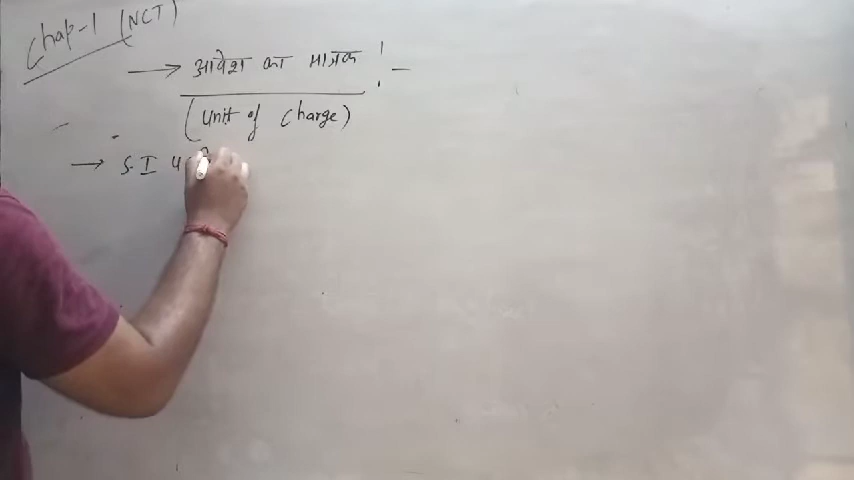 Chap-1 (NCT)
→ आवेश का मात्रक !-
(unit of charge)
→ S.I